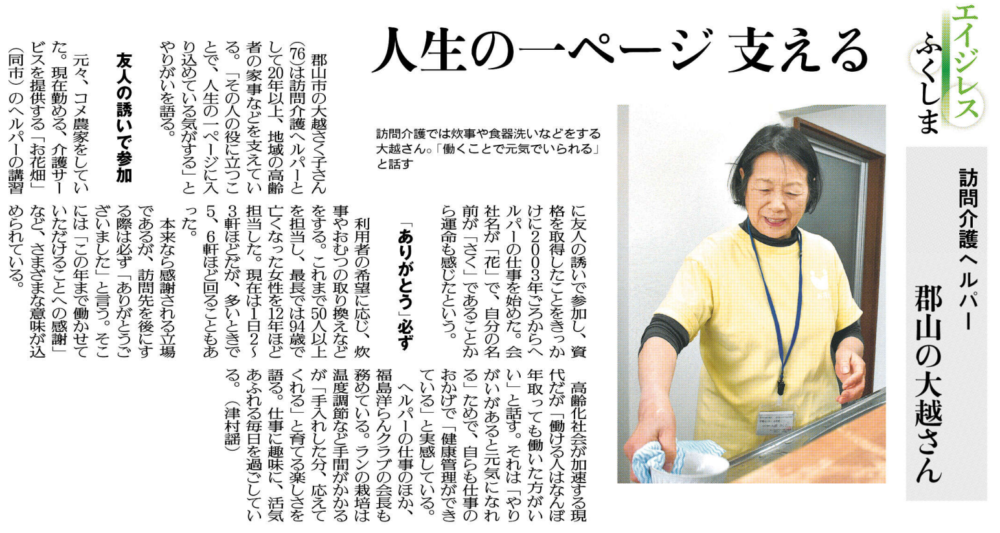 エイジレス
ふくしま
訪問介護ヘルパー
郡山の大越さん
人生の一ページ 支える
訪問介護では炊事や食器洗いなどをする
大越さん。「働くことで元気でいられる」
と話す
郡山市の大越さく子さん
(76)は訪問介護ヘルパーと
して20年以上、地域の高齢
者の家事などを支えてい
る。「その人の役に立つこ
とで、人生の一ページに入
り込めている気がする」と
やりがいを語る。
友人の誘いで参加
元々、コメ農家をしてい
た。現在勤める、介護サー
ビスを提供する「お花畑」
(同市)のヘルパーの講習
に友人の誘いで参加し、資
格を取得したことをきっか
けに2003年ごろからヘ
ルパーの仕事を始めた。会
社名が「花」で、自分の名
前が「さく」であることか
ら運命も感じたという。
「ありがとう」必ず
利用者の希望に応じ、炊
事やおむつの取り換えなど
をする。これまで50人以上
を担当し、最長では94歳で
亡くなった女性を12年ほど
担当した。現在は1日2〜
3軒ほどだが、多いときで
5、6軒ほど回ることもあ
った。
本来なら感謝される立場
であるが、訪問先を後にす
る際は必ず「ありがとうご
ざいました」と言う。そこ
には「この年まで働かせて
いただけることへの感謝」
など、さまざまな意味が込
められている。
高齢化社会が加速する現
代だが「働ける人はなんぼ
年取っても働いた方がい
い」と話す。それは「やり
がいがあると元気になれ
る」ためで、自らも仕事の
おかげで「健康管理ができ
ている」と実感している。
ヘルパーの仕事のほか、
福島洋らんクラブの会長も
務めている。ランの栽培は
温度調節など手間がかかる
が「手入れした分、応えて
くれる」と育てる楽しさを
語る。仕事に趣味に、活気
あふれる毎日を過ごしてい
る。(津村謡)